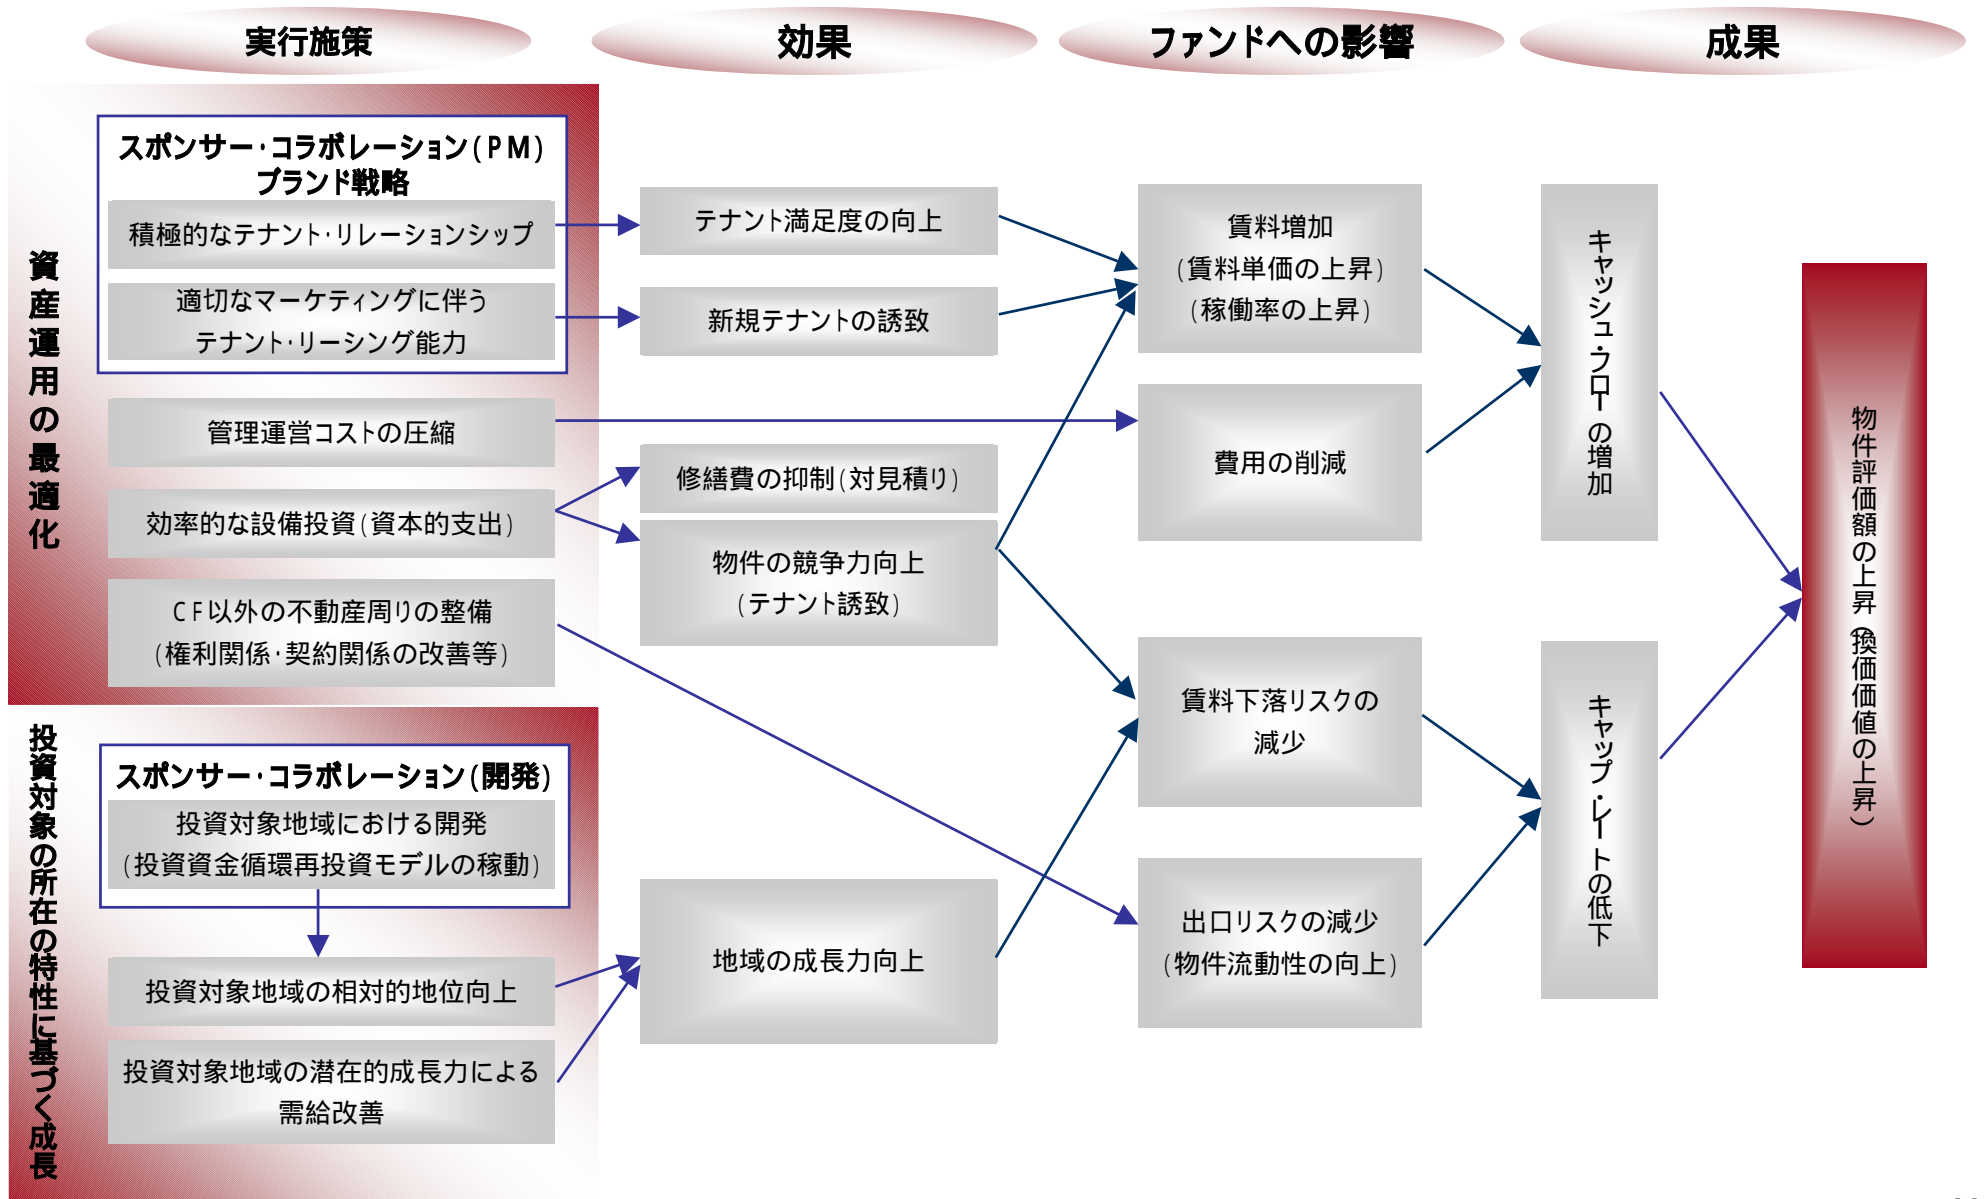 実行施策
効果
ファンドへの影響
成果
資産運用の最適化
スポンサー・コラボレーション(PM)
ブランド戦略
積極的なテナント・リレーションシップ
適切なマーケティングに伴う
テナント・リーシング能力
管理運営コストの圧縮
効率的な設備投資(資本的支出)
CF以外の不動産周りの整備
(権利関係・契約関係の改善等)
投資対象の所在の特性に基づく成長
スポンサー・コラボレーション(開発)
投資対象地域における開発
(投資資金循環再投資モデルの稼動)
投資対象地域の相対的地位向上
投資対象地域の潜在的成長力による
需給改善
テナント満足度の向上
新規テナントの誘致
修繕費の抑制(対見積り)
物件の競争力向上
(テナント誘致)
地域の成長力向上
賃料増加
(賃料単価の上昇)
(稼働率の上昇)
費用の削減
賃料下落リスクの
減少
出口リスクの減少
(物件流動性の向上)
キャッシュ・フローの増加
キャップ・レートの低下
物件評価額の上昇(換価価値の上昇)